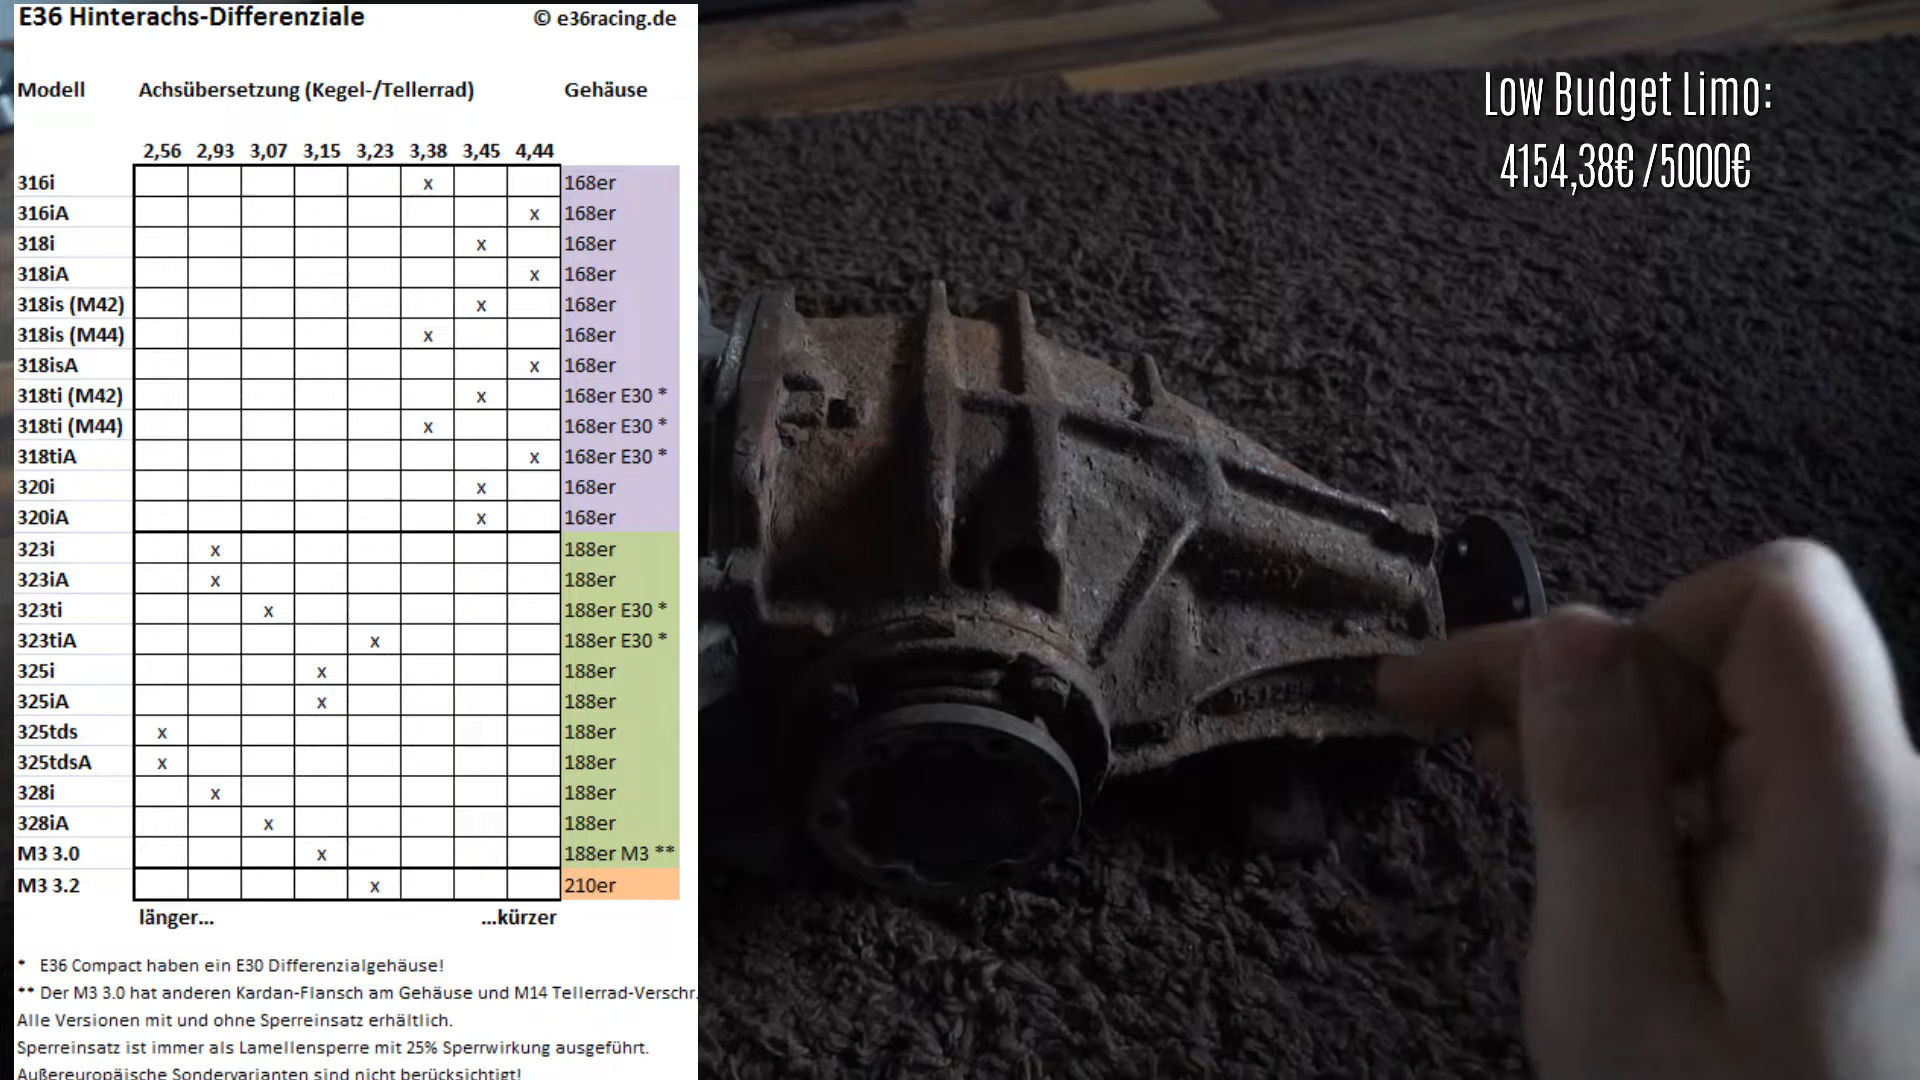 E36 Hinterachs-Differenziale © e36racing.de
Modell Achsübersetzung (Kegel-/Tellerrad) Gehäuse
2,56 2,93 3,07 3,15 3,23 3,38 3,45 4,44
316i x 168er
316iA x 168er
318i x 168er
318iA x 168er
318is (M42) x 168er
318is (M44) x 168er
318isA x 168er
318ti (M42) x 168er E30 *
318ti (M44) x 168er E30 *
318tiA x 168er E30 *
320i x 168er
320iA x 168er
323i x 188er
323iA x 188er
323ti x 188er E30 *
323tiA x 188er E30 *
325i x 188er
325iA x 188er
325tds x 188er
325tdsA x 188er
328i x 188er
328iA x 188er
M3 3.0 x 188er M3 **
M3 3.2 x 210er
länger... ...kürzer
* E36 Compact haben ein E30 Differenzialgehäuse!
** Der M3 3.0 hat anderen Kardan-Flansch am Gehäuse und M14 Tellerrad-Verschr.
Alle Versionen mit und ohne Sperreinsatz erhältlich.
Sperreinsatz ist immer als Lamellensperre mit 25% Sperrwirkung ausgeführt.
Außereuropäische Sondervarianten sind nicht berücksichtigt!
Low Budget Limo:
4154,38€ /5000€